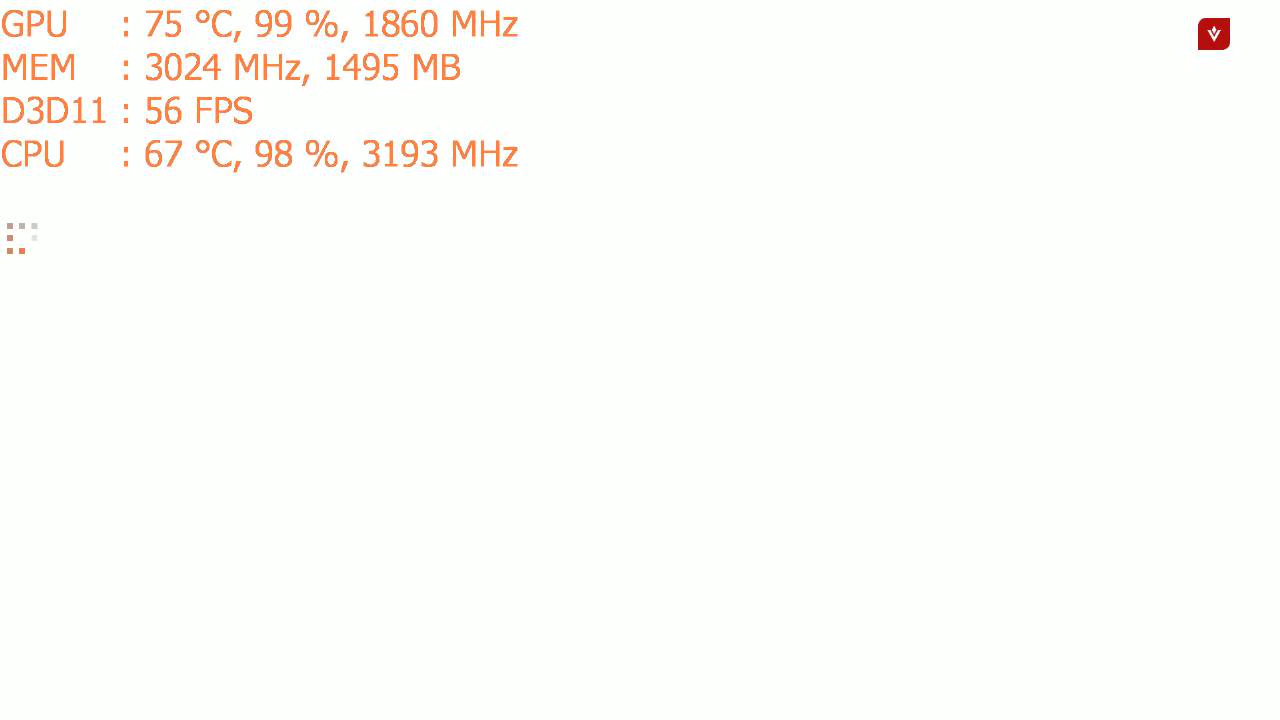 GPU : 75 °C, 99 %, 1860 MHz
MEM : 3024 MHz, 1495 MB
D3D11 : 56 FPS
CPU : 67 °C, 98 %, 3193 MHz